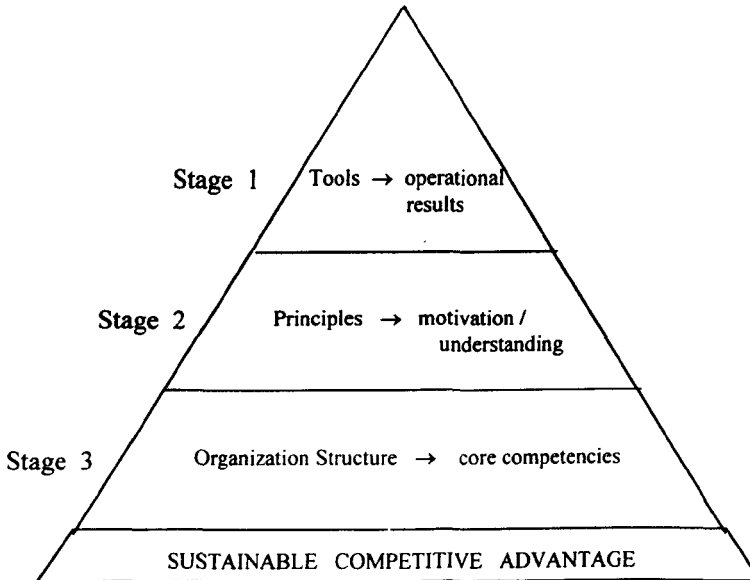 Stage 1
Tools → operational
results
Stage 2
Principles → motivation /
understanding
Stage 3
Organization Structure → core competencies
SUSTAINABLE COMPETITIVE ADVANTAGE